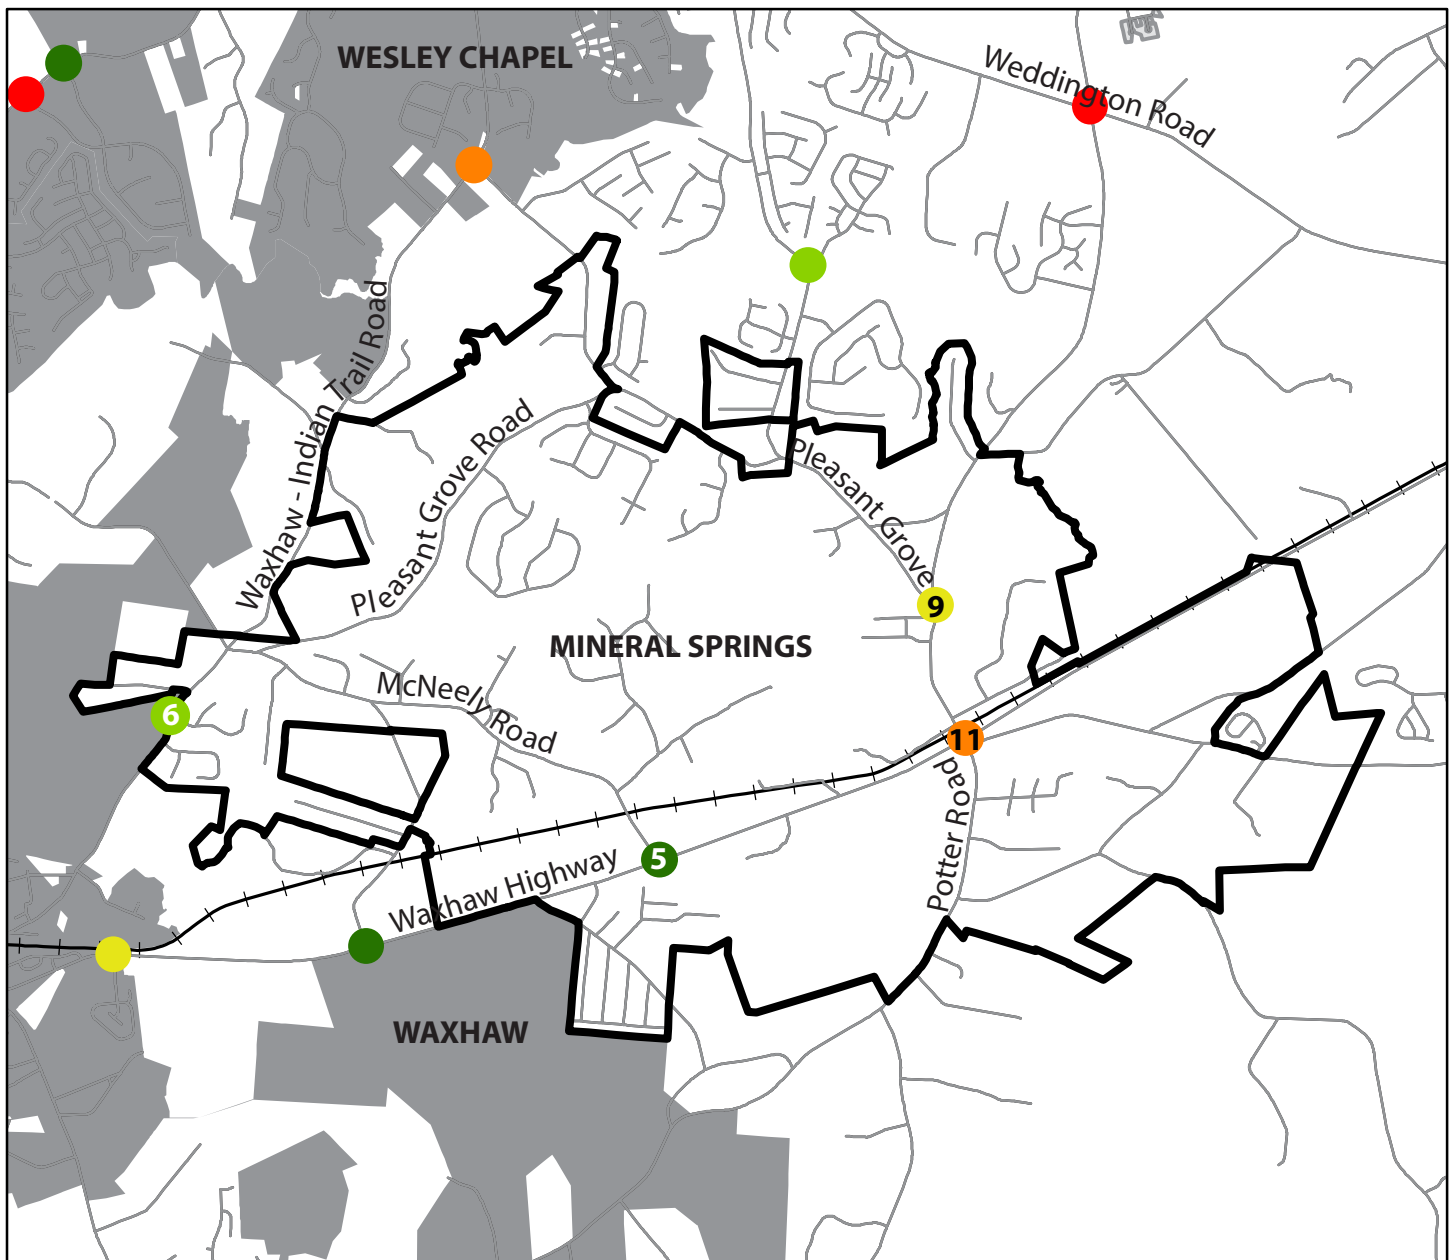 WESLEY CHAPEL
Weddington Road
Waxhaw - Indian Trail Road
Pleasant Grove Road
Pleasant Grove
9
MINERAL SPRINGS
McNeely Road
6
11
Potter Road
5
Waxhaw Highway
WAXHAW